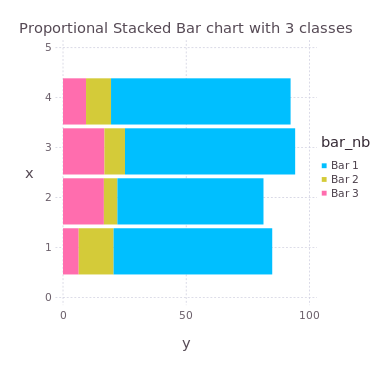 Proportional Stacked Bar chart with 3 classes
5
4
3
2
1
0
x
0 50 100
y
bar_nb
Bar 1
Bar 2
Bar 3